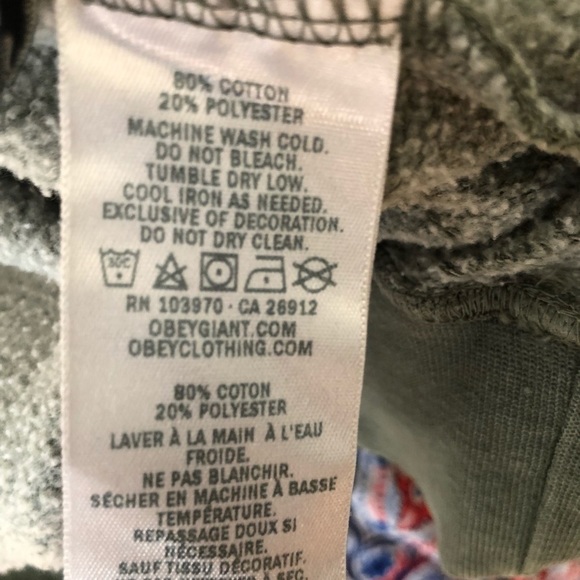 80% COTTON
20% POLYESTER
MACHINE WASH COLD.
DO NOT BLEACH.
TUMBLE DRY LOW.
COOL IRON AS NEEDED.
EXCLUSIVE OF DECORATION.
DO NOT DRY CLEAN.
30C
RN 103970 · CA 26912
OBEYGIANT.COM
OBEYCLOTHING.COM
80% COTON
20% POLYESTER
LAVER À LA MAIN À L'EAU
FROIDE.
NE PAS BLANCHIR.
SÉCHER EN MACHINE À BASSE
TEMPÉRATURE.
REPASSAGE DOUX SI
NÉCESSAIRE.
SAUF TISSU DÉCORATIF.
À SEC.